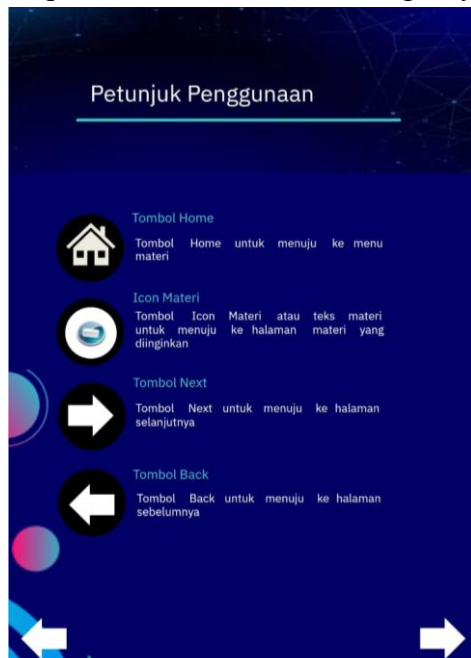 Petunjuk Penggunaan
Tombol Home
Tombol Home untuk menuju ke menu
materi
Icon Materi
Tombol Icon Materi atau teks materi
untuk menuju ke halaman materi yang
diinginkan
Tombol Next
Tombol Next untuk menuju ke halaman
selanjutnya
Tombol Back
Tombol Back untuk menuju ke halaman
sebelumnya